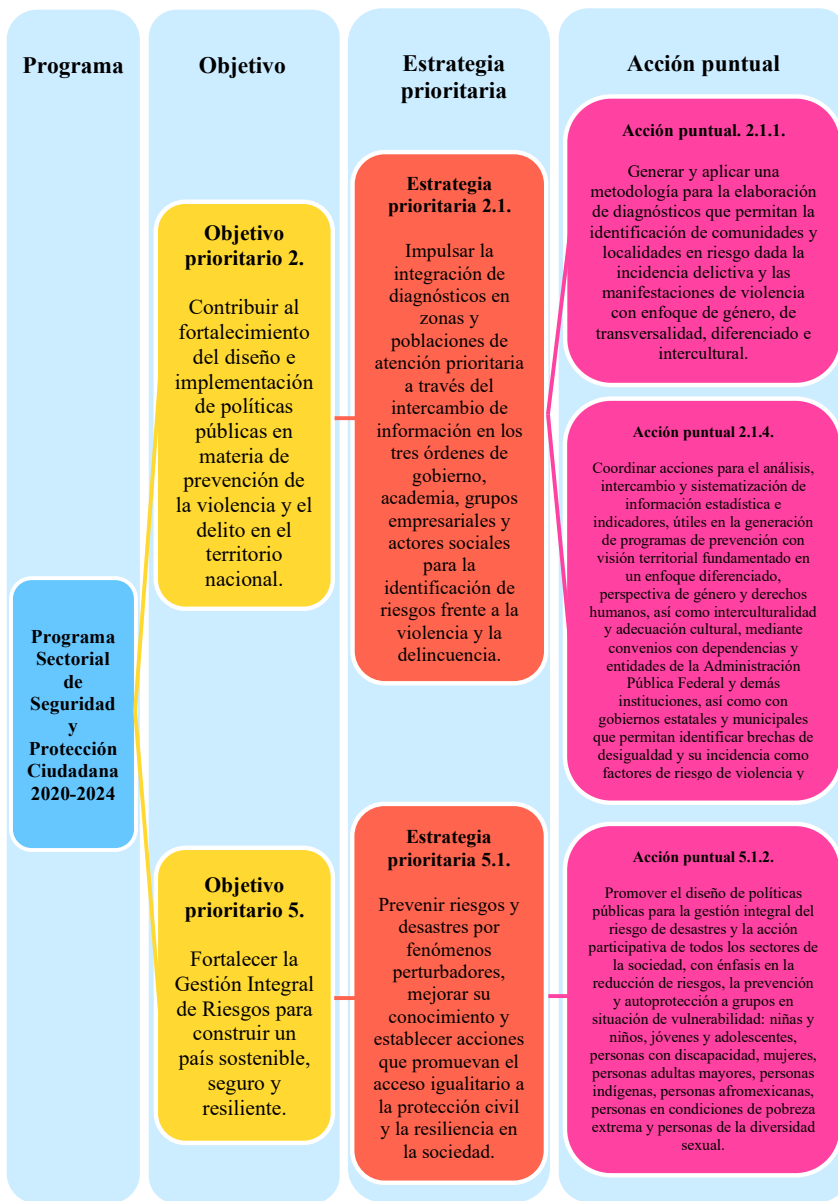 Programa
Objetivo
Estrategia
prioritaria
Acción puntual
Programa
Sectorial
de
Seguridad
y
Protección
Ciudadana
2020-2024
Objetivo
prioritario 2.
Contribuir al
fortalecimiento
del diseño e
implementación
de políticas
públicas en
materia de
prevención de
la violencia y el
delito en el
territorio
nacional.
Estrategia
prioritaria 2.1.
Impulsar la
integración de
diagnósticos en
zonas y
poblaciones de
atención prioritaria
a través del
intercambio de
información en los
tres órdenes de
gobierno,
academia, grupos
empresariales y
actores sociales
para la
identificación de
riesgos frente a la
violencia y la
delincuencia.
Acción puntual. 2.1.1.
Generar y aplicar una
metodología para la elaboración
de diagnósticos que permitan la
identificación de comunidades y
localidades en riesgo dada la
incidencia delictiva y las
manifestaciones de violencia
con enfoque de género, de
transversalidad, diferenciado e
intercultural.
Acción puntual 2.1.4.
Coordinar acciones para el análisis,
intercambio y sistematización de
información estadística e
indicadores, útiles en la generación
de programas de prevención con
visión territorial fundamentado en
un enfoque diferenciado,
perspectiva de género y derechos
humanos, así como interculturalidad
y adecuación cultural, mediante
convenios con dependencias y
entidades de la Administración
Pública Federal y demás
instituciones, así como con
gobiernos estatales y municipales
que permitan identificar brechas de
desigualdad y su incidencia como
factores de riesgo de violencia y
Objetivo
prioritario 5.
Fortalecer la
Gestión Integral
de Riesgos para
construir un
país sostenible,
seguro y
resiliente.
Estrategia
prioritaria 5.1.
Prevenir riesgos y
desastres por
fenómenos
perturbadores,
mejorar su
conocimiento y
establecer acciones
que promuevan el
acceso igualitario a
la protección civil
y la resiliencia en
la sociedad.
Acción puntual 5.1.2.
Promover el diseño de políticas
públicas para la gestión integral del
riesgo de desastres y la acción
participativa de todos los sectores de
la sociedad, con énfasis en la
reducción de riesgos, la prevención
y autoprotección a grupos en
situación de vulnerabilidad: niñas y
niños, jóvenes y adolescentes,
personas con discapacidad, mujeres,
personas adultas mayores, personas
indígenas, personas afromexicanas,
personas en condiciones de pobreza
extrema y personas de la diversidad
sexual.